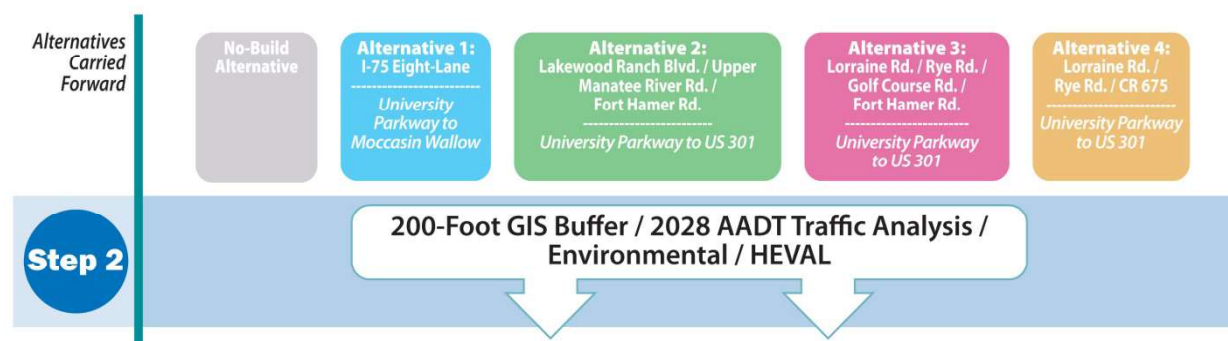 Alternatives
Carried
Forward
No-Build
Alternative
Alternative 1:
I-75 Eight-Lane
University
Parkway to
Moccasin Wallow
Alternative 2:
Lakewood Ranch Blvd. / Upper
Manatee River Rd. /
Fort Hamer Rd.
University Parkway to US 301
Alternative 3:
Lorraine Rd. / Rye Rd. /
Golf Course Rd. /
Fort Hamer Rd.
University Parkway
to US 301
Alternative 4:
Lorraine Rd. /
Rye Rd. / CR 675
University Parkway
to US 301
Step 2
200-Foot GIS Buffer / 2028 AADT Traffic Analysis /
Environmental / HEVAL